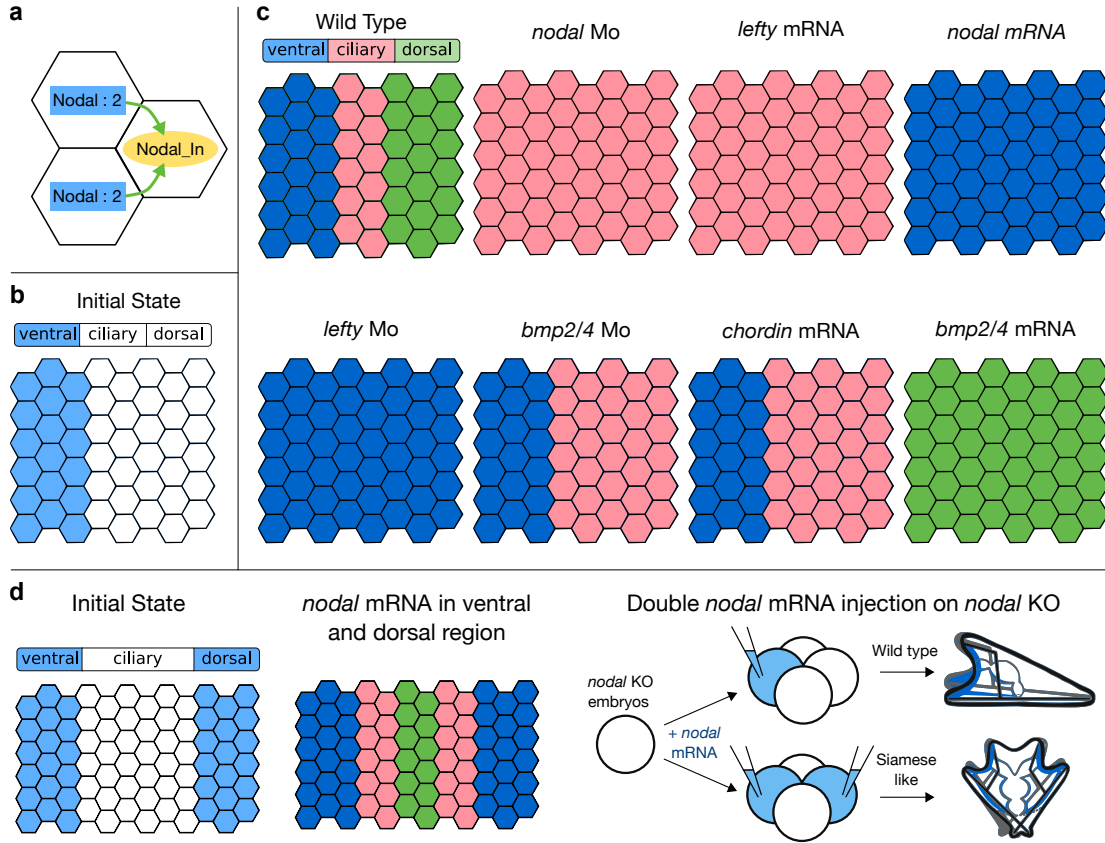 a
Nodal : 2
Nodal_In
Nodal : 2
b
Initial State
ventral ciliary dorsal
c
Wild Type
ventral ciliary dorsal
nodal Mo
lefty mRNA
nodal mRNA
lefty Mo
bmp2/4 Mo
chordin mRNA
bmp2/4 mRNA
d
Initial State
ventral ciliary dorsal
nodal mRNA in ventral
and dorsal region
Double nodal mRNA injection on nodal KO
nodal KO
embryos
+ nodal
mRNA
Wild type
Siamese
like